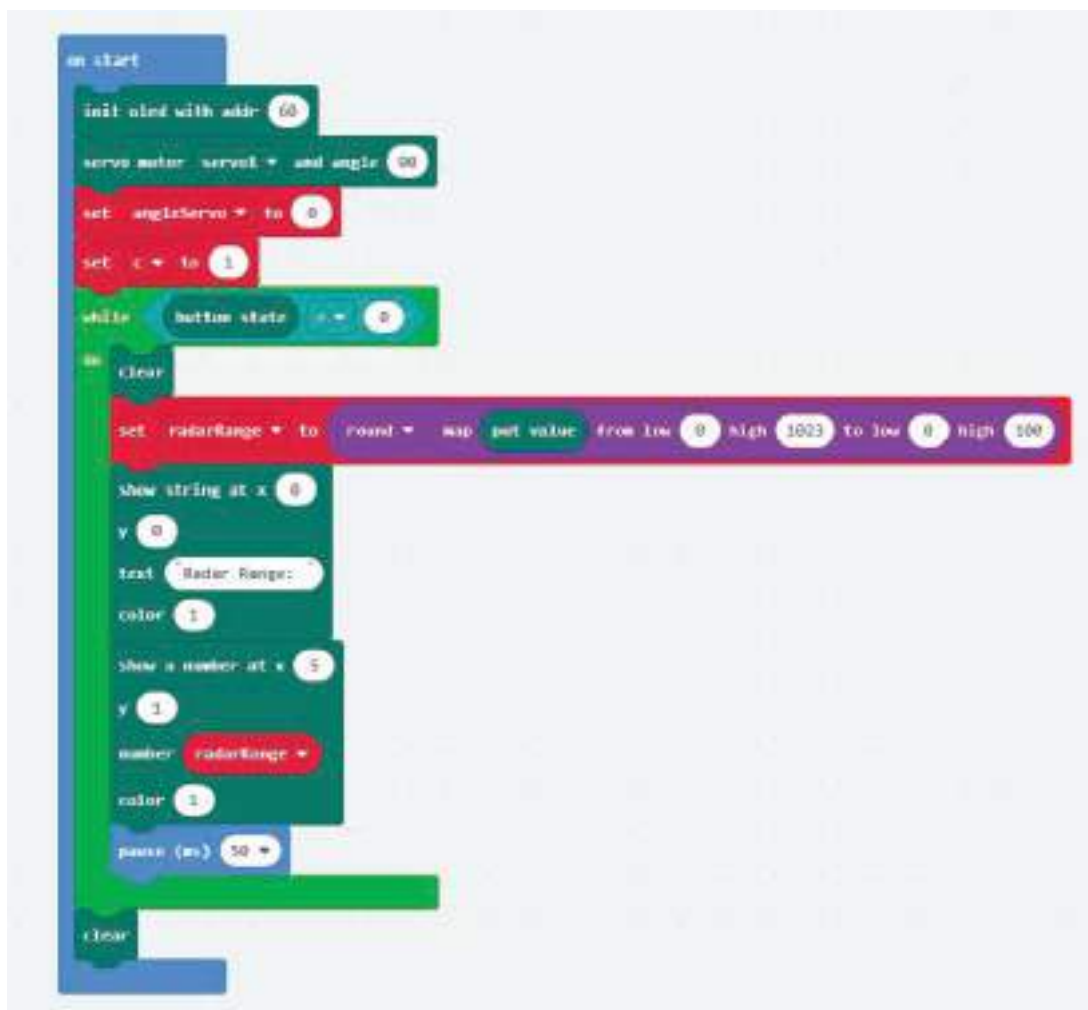 on start
init oled with addr 60
servo motor servo1 and angle 90
set angleServo to 0
set c to 1
while button state = 0
do
clear
set radarRange to round map pot value from low 0 high 1023 to low 0 high 100
show string at x 0
y 0
text "Radar Range: "
color 1
show a number at x 5
y 1
number radarRange
color 1
pause (ms) 50
clear